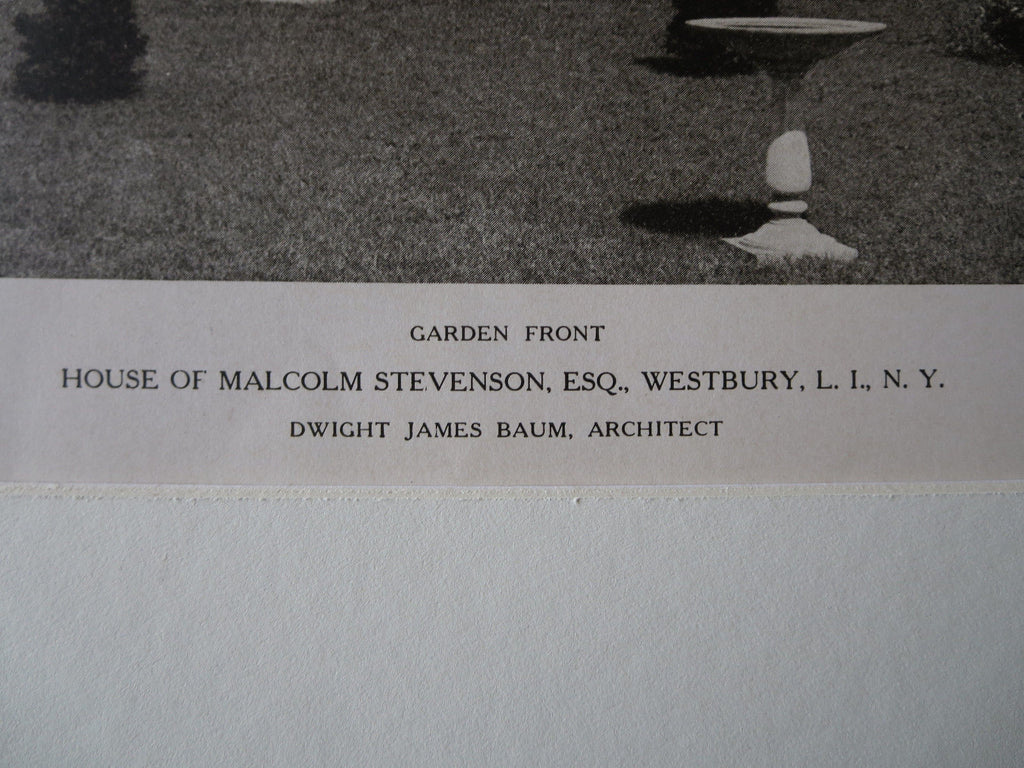 GARDEN FRONT
HOUSE OF MALCOLM STEVENSON, ESQ., WESTBURY, L. I., N. Y.
DWIGHT JAMES BAUM, ARCHITECT